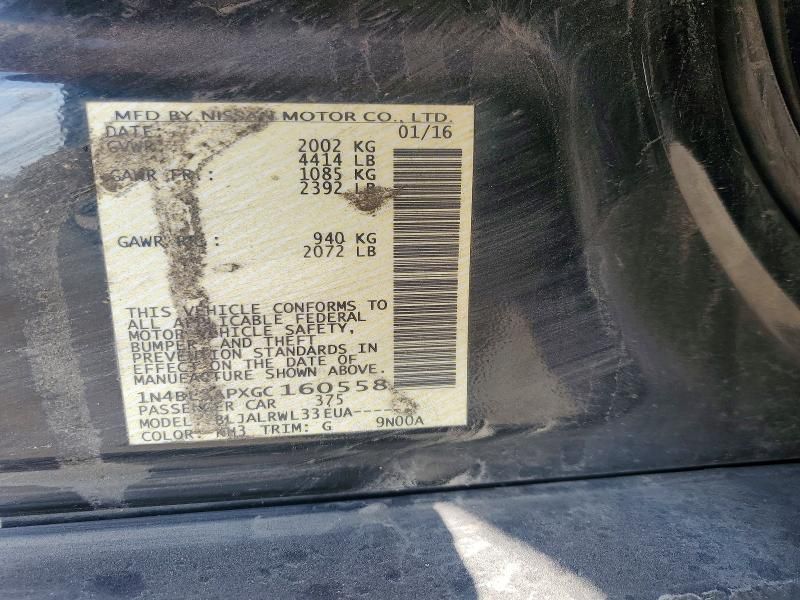 MFD BY NISSAN MOTOR CO., LTD.
DATE: 01/16
GVWR: 2002 KG
4414 LB
GAWR FR.: 1085 KG
2392 LB
GAWR RR.: 940 KG
2072 LB
THIS VEHICLE CONFORMS TO
ALL APPLICABLE FEDERAL
MOTOR VEHICLE SAFETY,
BUMPER, AND THEFT
PREVENTION STANDARDS IN
EFFECT ON THE DATE OF
MANUFACTURE SHOWN ABOVE.
160558
PASSENGER CAR 375
MODEL:
COLOR: TRIM: G 9N00A